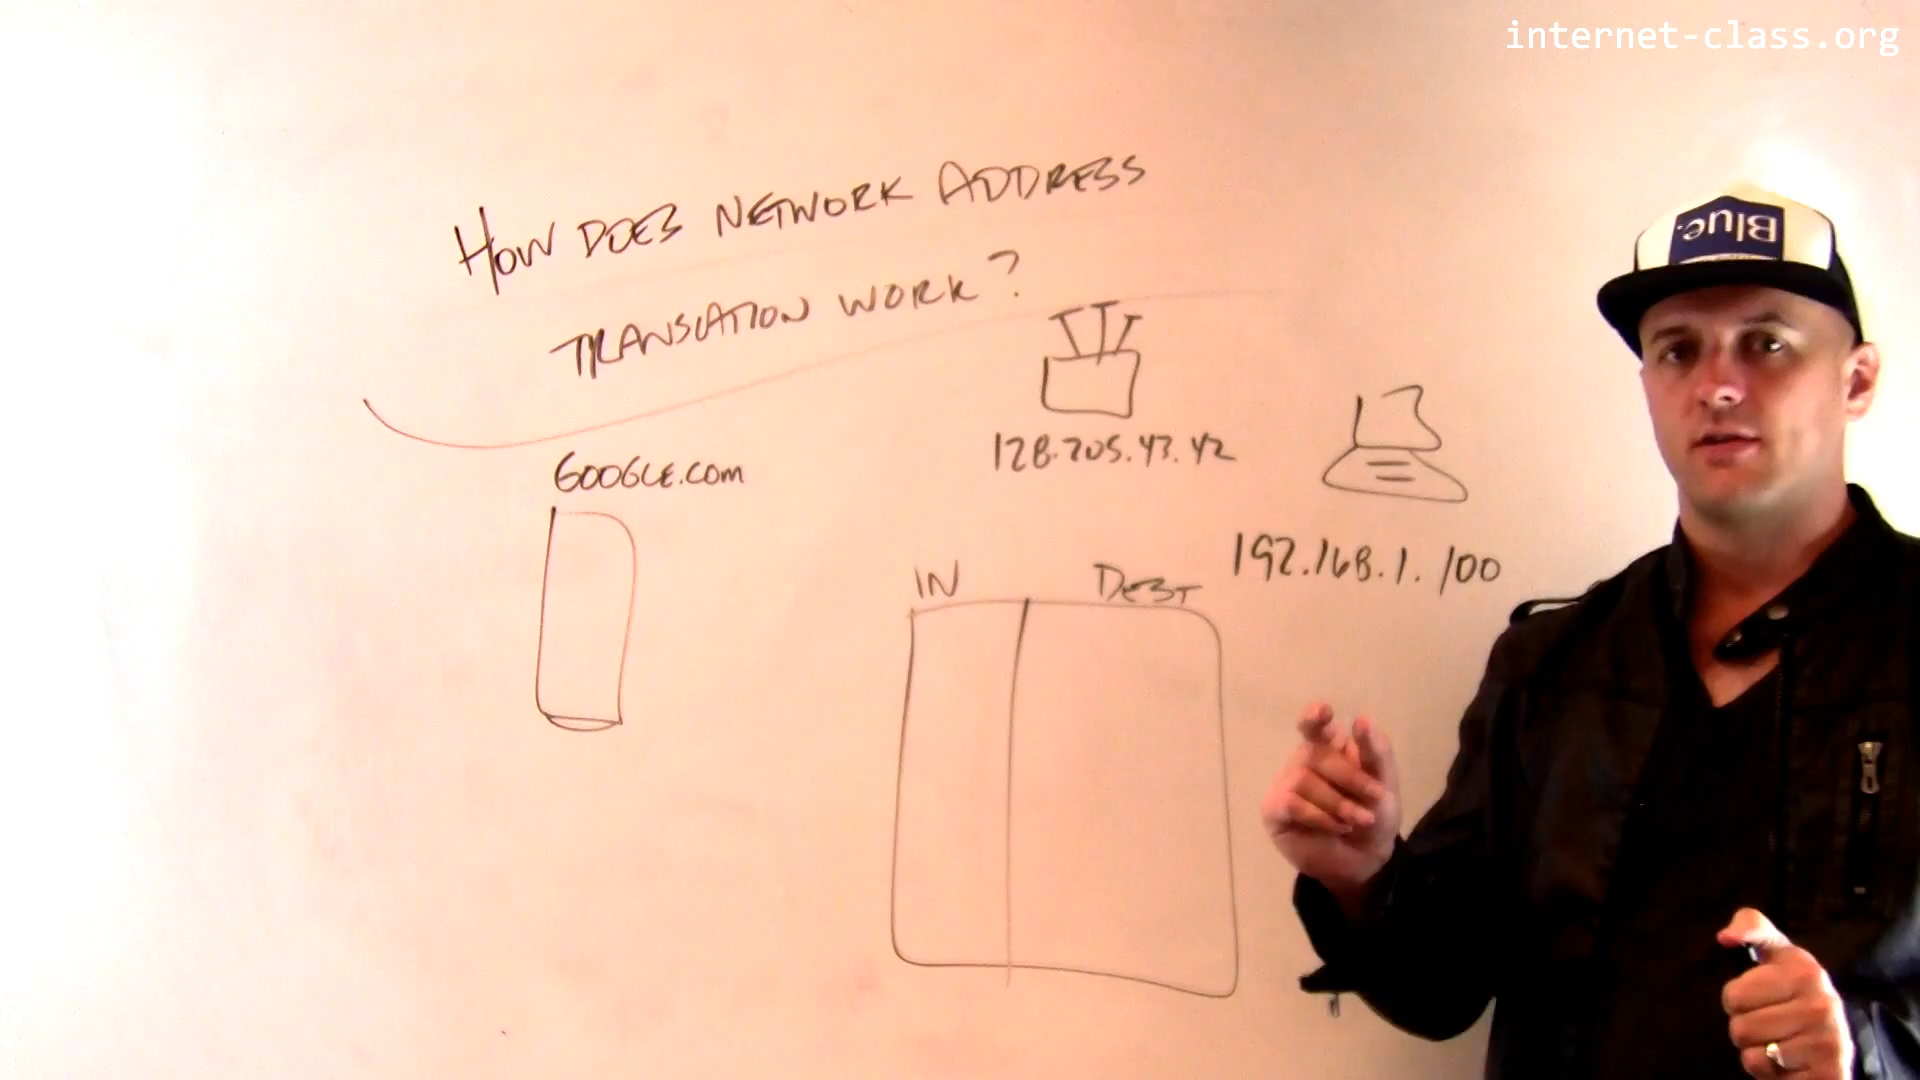 internet-class.org
HOW DOES NETWORK ADDRESS
TRANSLATION WORK?
Blue.
GOOGLE.COM
128.205.43.42
192.168.1.100
IN DEST